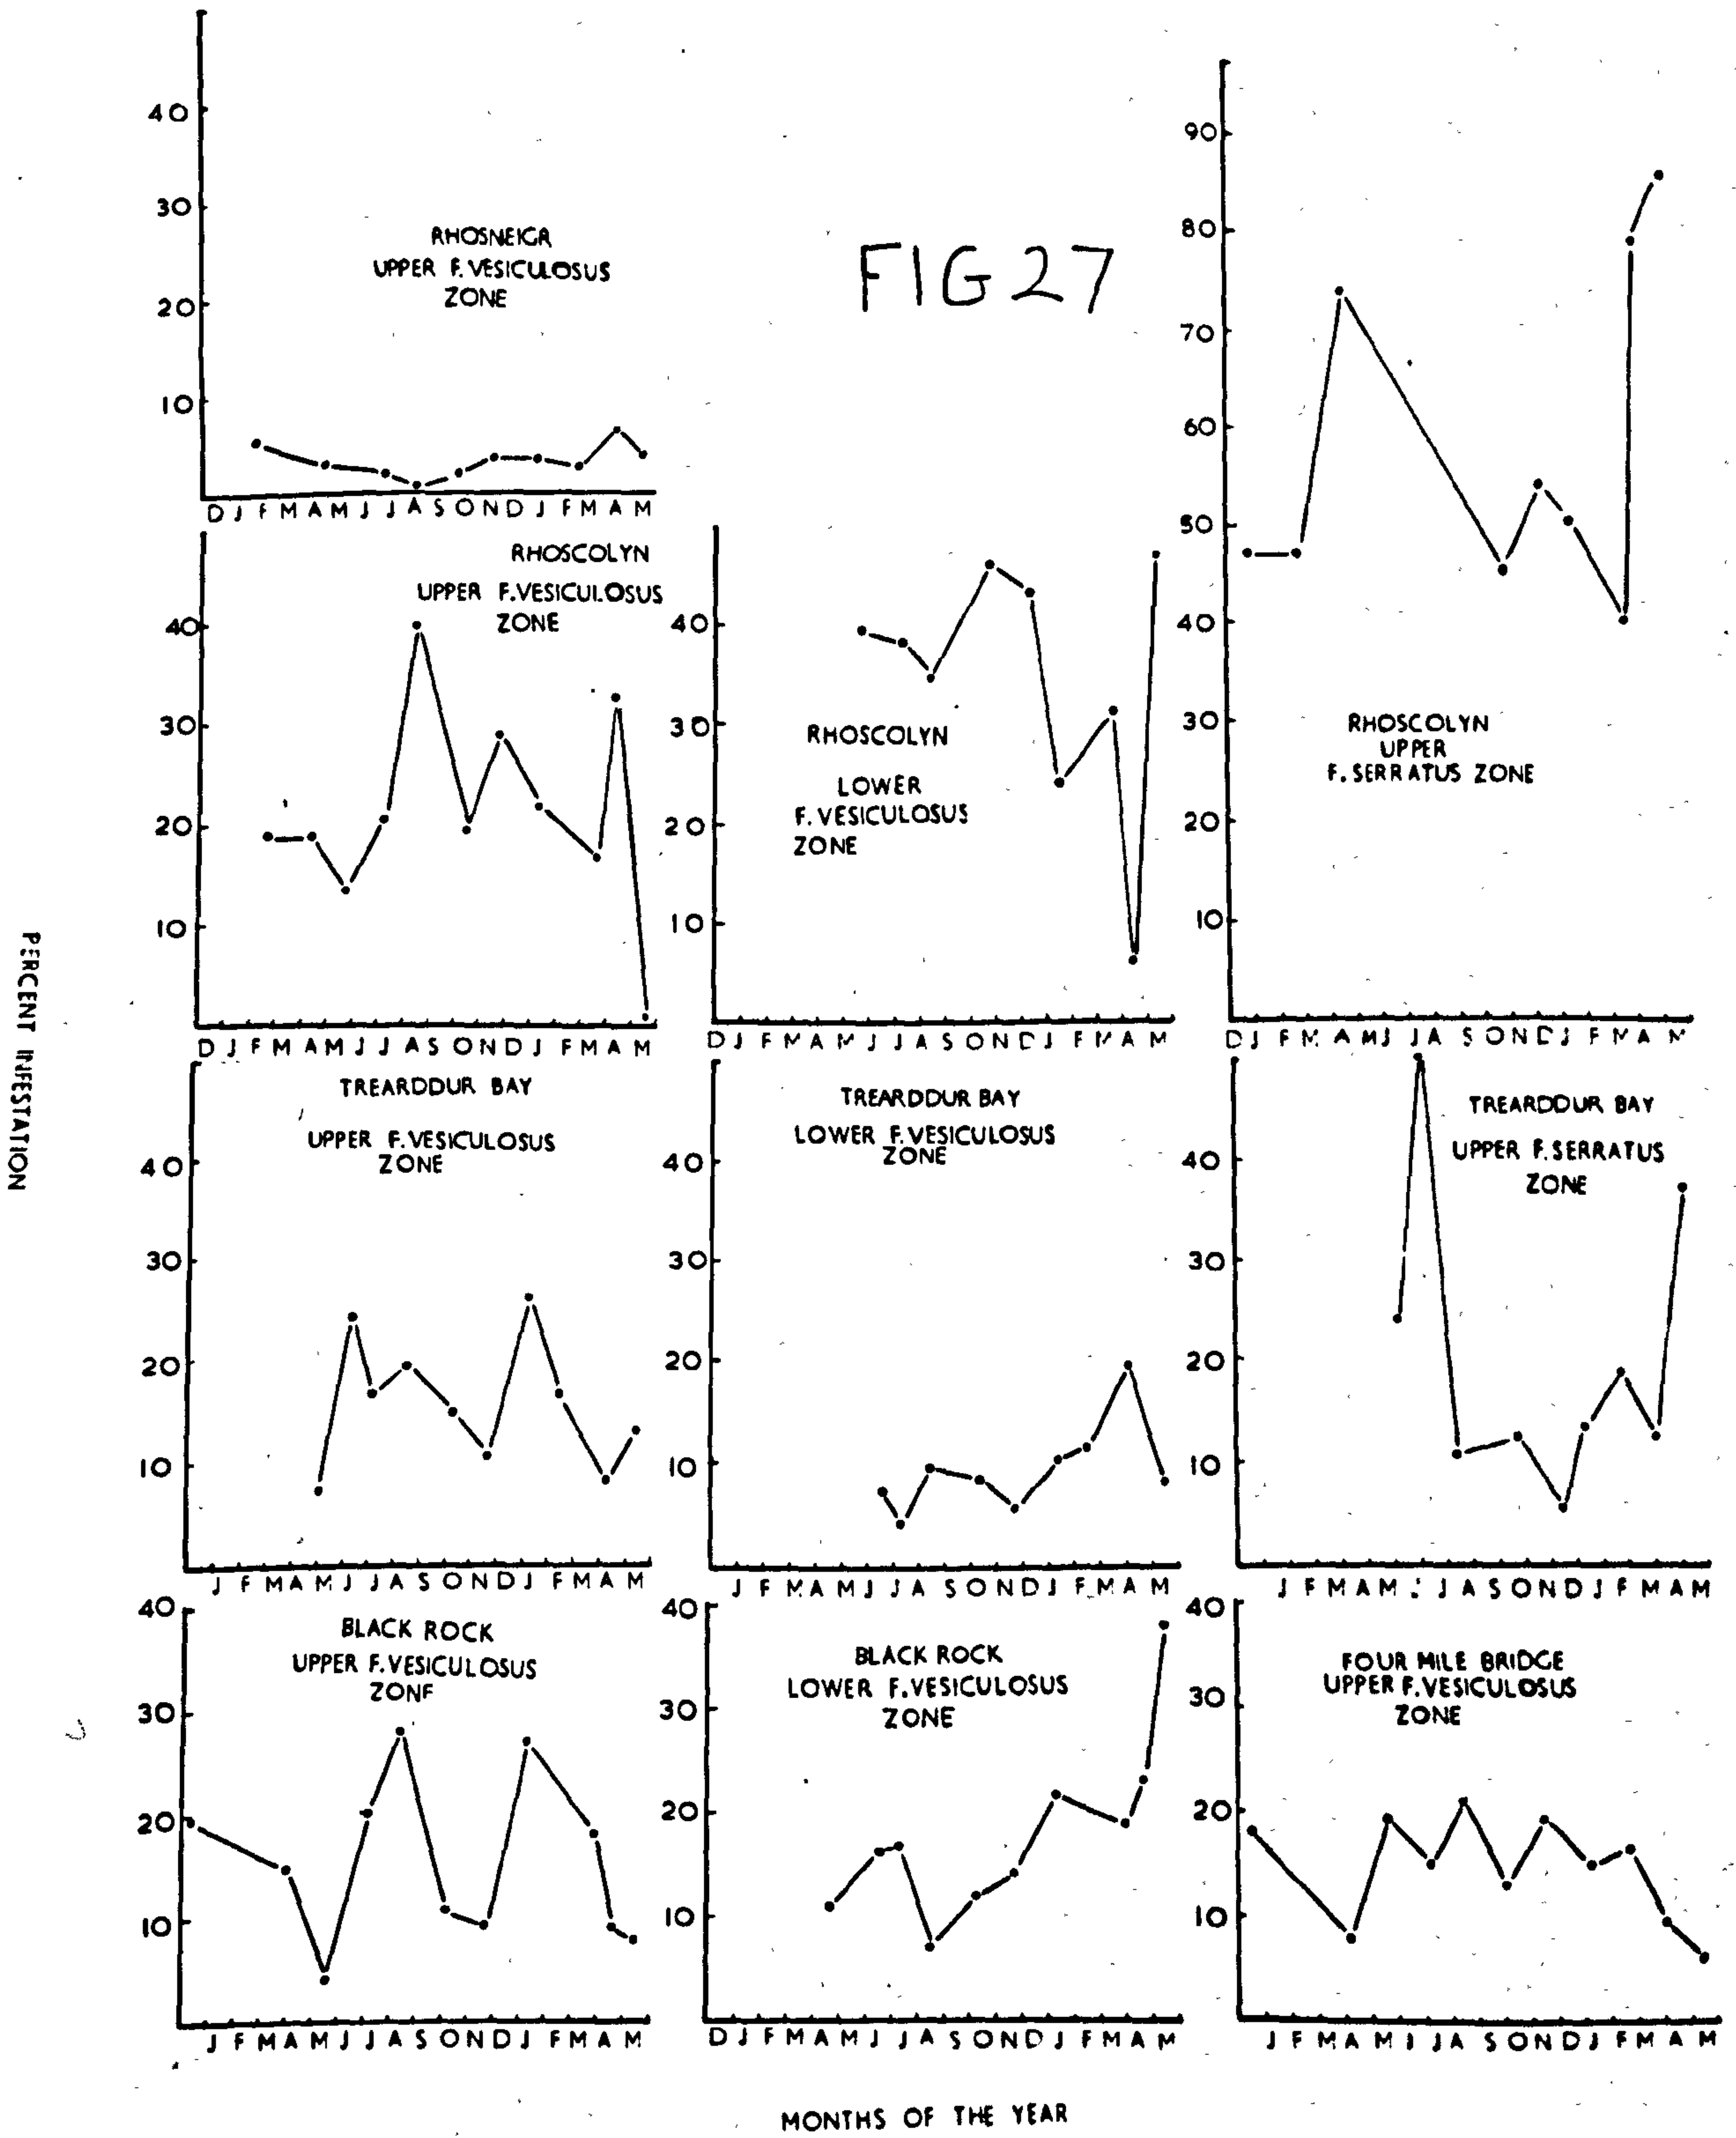 FIG 27
PERCENT INFESTATION
40
30
20
10
RHOSNEIGR
UPPER F. VESICULOSUS
ZONE
D J F M A M J J A S O N D J F M A M
90
80
70
60
50
40
30
20
10
RHOSCOLYN
UPPER
F. SERRATUS ZONE
D J F M A M J J A S O N D J F M A M
RHOSCOLYN
UPPER F. VESICULOSUS
ZONE
40
30
20
10
D J F M A M J J A S O N D J F M A M
40
30
20
10
RHOSCOLYN
LOWER
F. VESICULOSUS
ZONE
D J F M A M J J A S O N D J F M A M
TREARDDUR BAY
UPPER F. VESICULOSUS
ZONE
40
30
20
10
J F M A M J J A S O N D J F M A M
TREARDDUR BAY
LOWER F. VESICULOSUS
ZONE
40
30
20
10
J F M A M J J A S O N D J F M A M
TREARDDUR BAY
UPPER F. SERRATUS
ZONE
40
30
20
10
J F M A M J J A S O N D J F M A M
40
BLACK ROCK
UPPER F. VESICULOSUS
ZONE
30
20
10
J F M A M J J A S O N D J F M A M
40
BLACK ROCK
LOWER F. VESICULOSUS
ZONE
30
20
10
D J F M A M J J A S O N D J F M A M
40
FOUR MILE BRIDGE
UPPER F. VESICULOSUS
ZONE
30
20
10
J F M A M J J A S O N D J F M A M
MONTHS OF THE YEAR